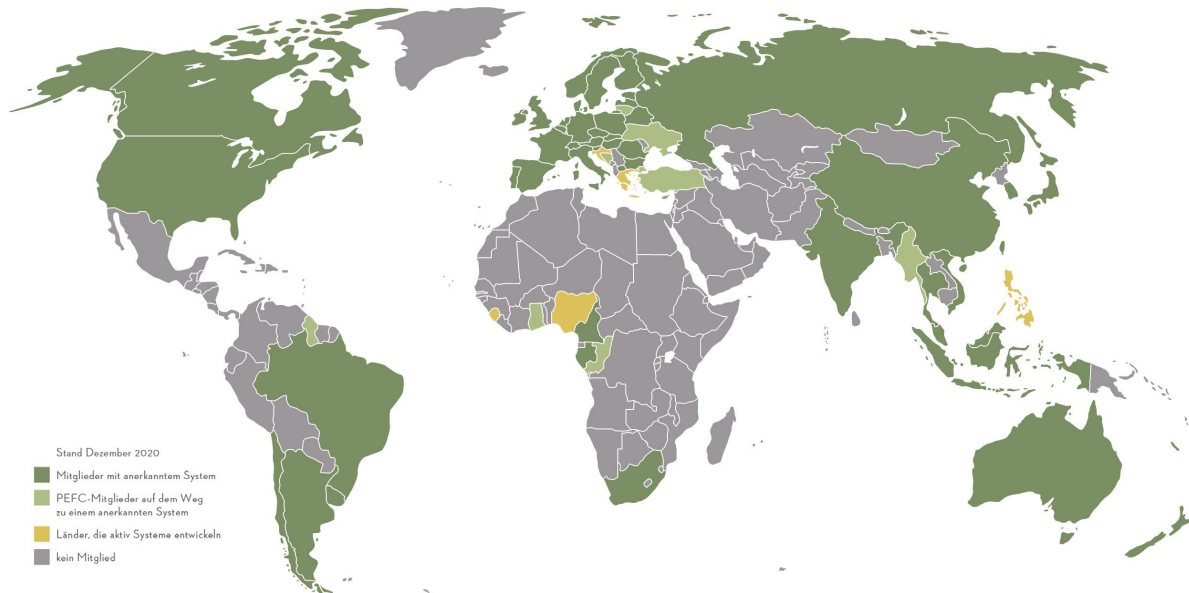 Stand Dezember 2020
Mitglieder mit anerkanntem System
PEFC-Mitglieder auf dem Weg
zu einem anerkannten System
Länder, die aktiv Systeme entwickeln
kein Mitglied